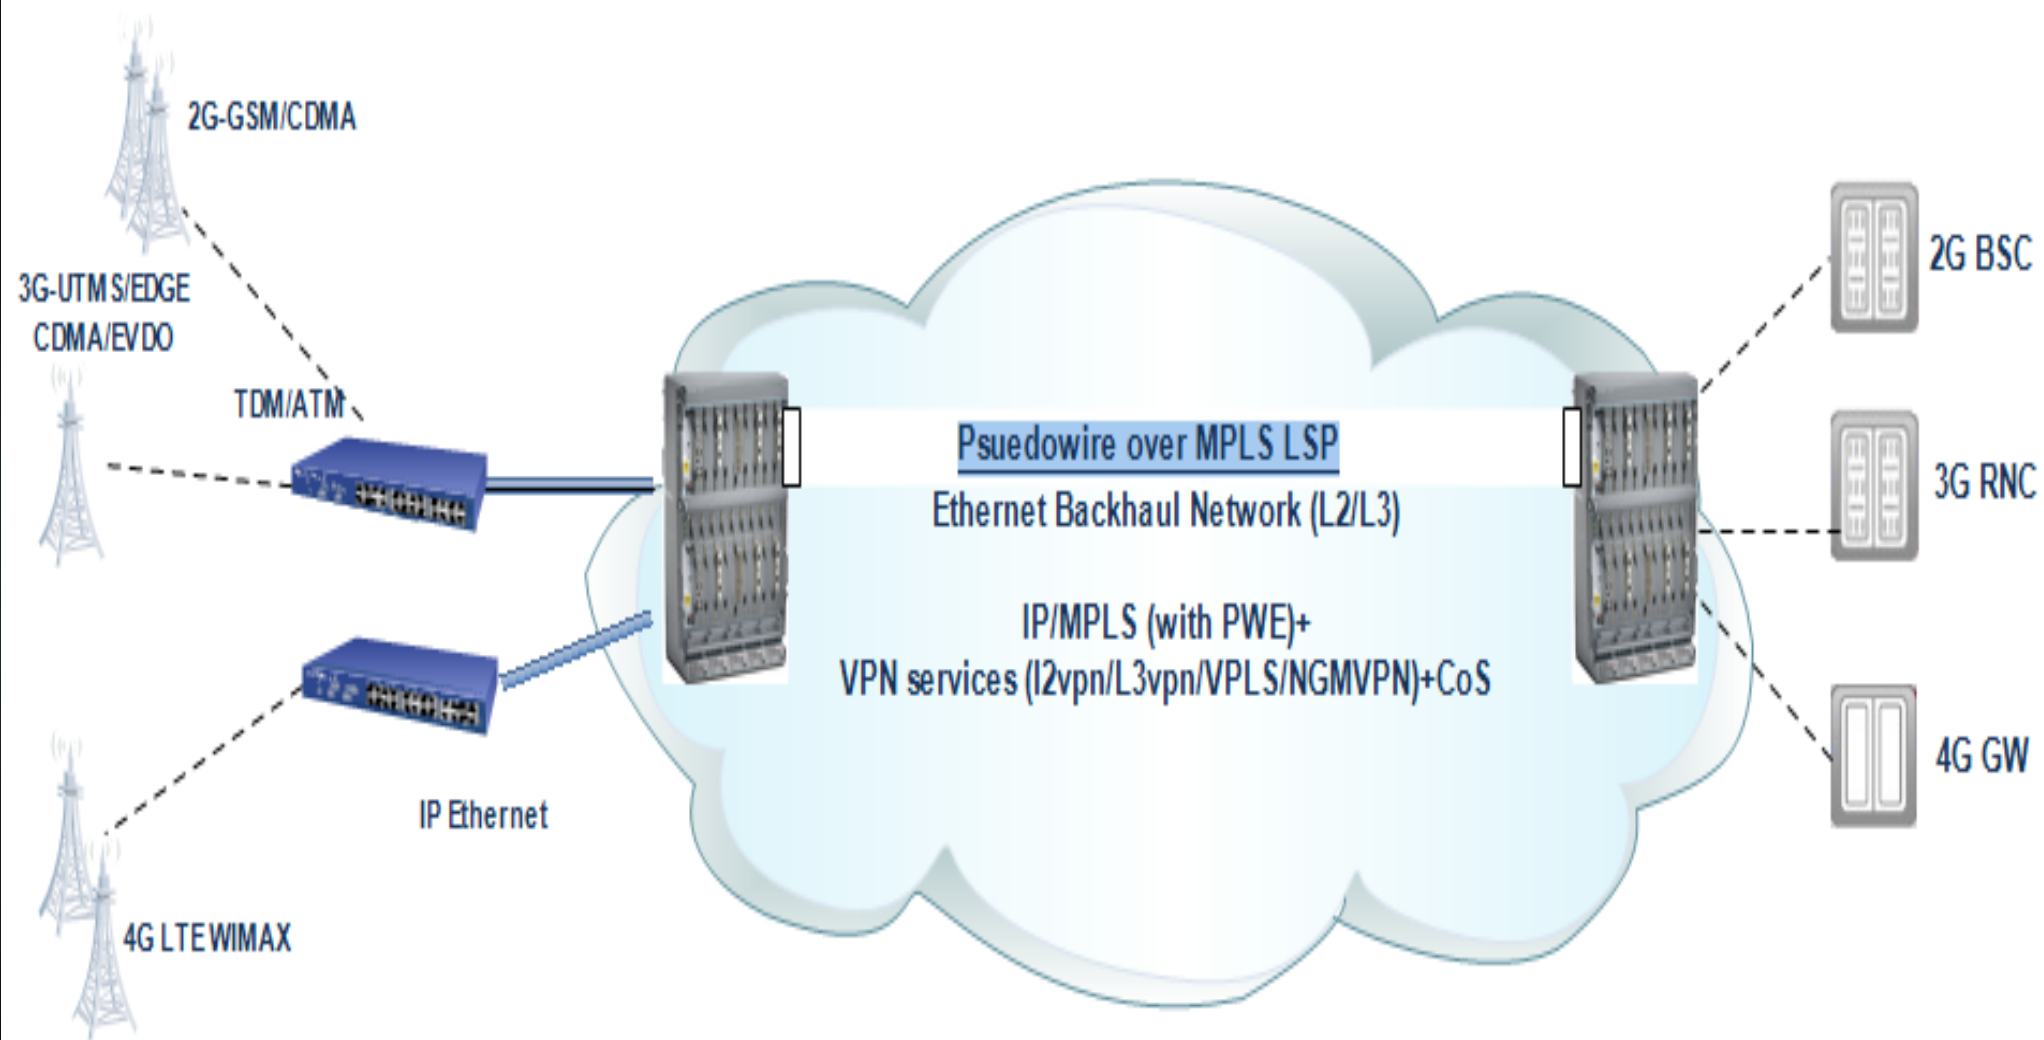 2G-GSM/CDMA
3G-UTMS/EDGE
CDMA/EVDO
TDM/ATM
IP Ethernet
4G LTE WIMAX
Psuedowire over MPLS LSP
Ethernet Backhaul Network (L2/L3)
IP/MPLS (with PWE)+
VPN services (l2vpn/L3vpn/VPLS/NGMVPN)+CoS
2G BSC
3G RNC
4G GW